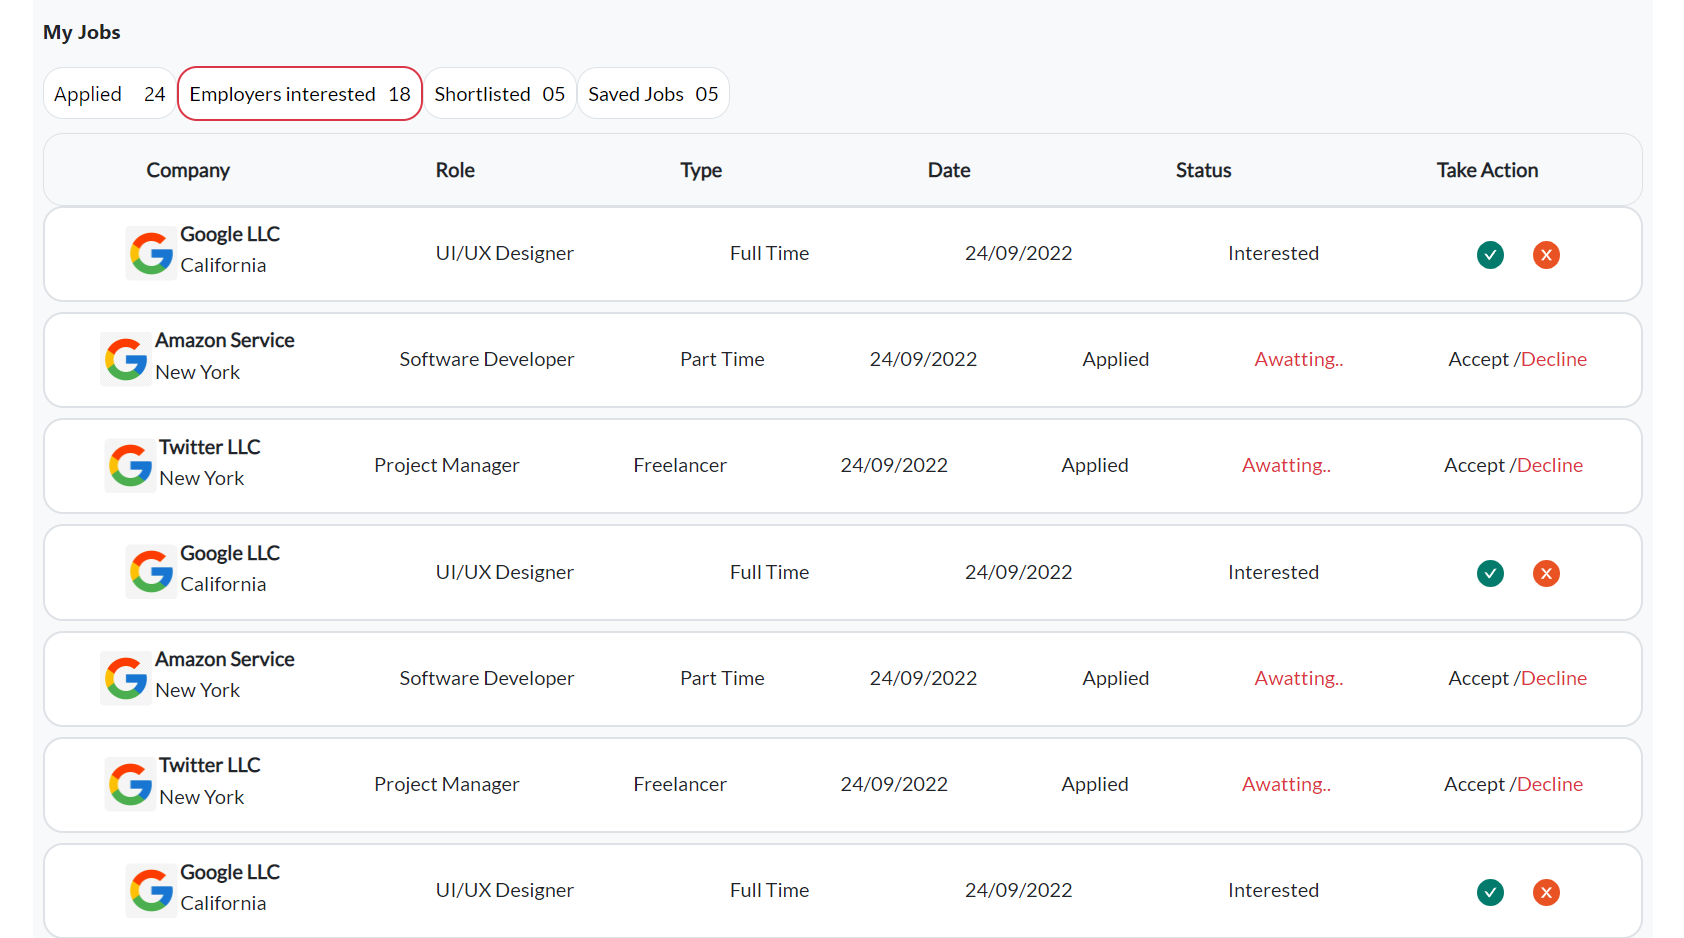 My Jobs
Applied 24 Employers interested 18 Shortlisted 05 Saved Jobs 05
Company Role Type Date Status Take Action
Google LLC
California
UI/UX Designer Full Time 24/09/2022 Interested
Amazon Service
New York
Software Developer Part Time 24/09/2022 Applied Awatting.. Accept /Decline
Twitter LLC
New York
Project Manager Freelancer 24/09/2022 Applied Awatting.. Accept /Decline
Google LLC
California
UI/UX Designer Full Time 24/09/2022 Interested
Amazon Service
New York
Software Developer Part Time 24/09/2022 Applied Awatting.. Accept /Decline
Twitter LLC
New York
Project Manager Freelancer 24/09/2022 Applied Awatting.. Accept /Decline
Google LLC
California
UI/UX Designer Full Time 24/09/2022 Interested